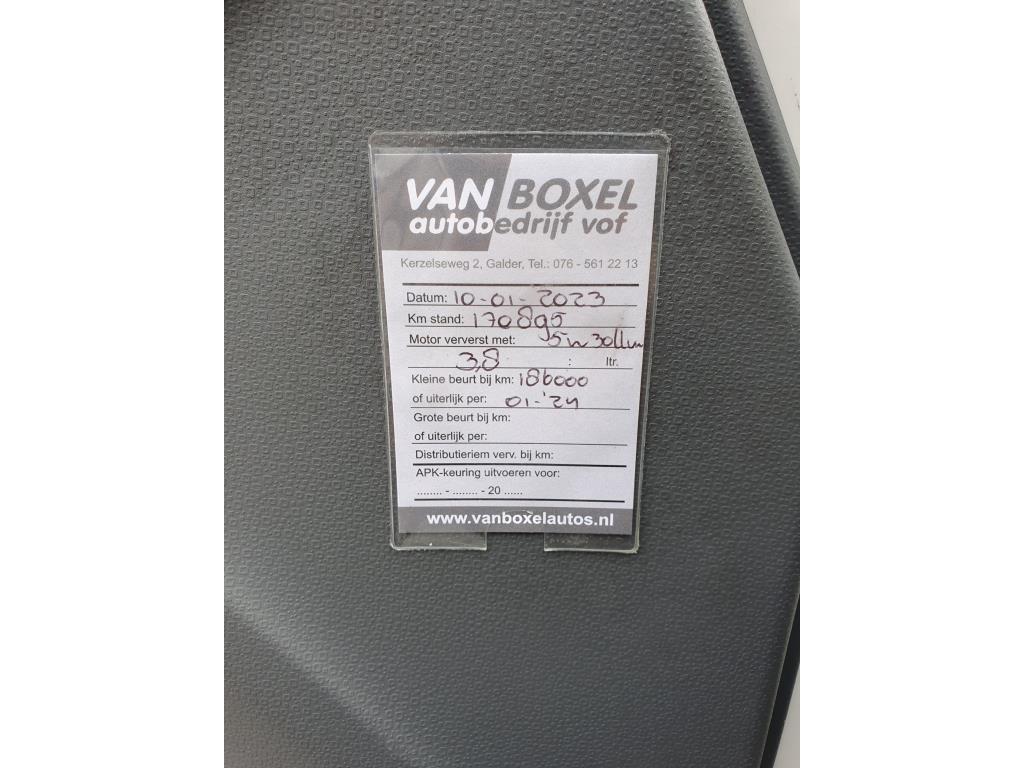 VAN BOXEL
autobedrijf vof
Kerzelseweg 2, Galder, Tel.: 076 - 561 22 13
Datum: 10-01-2023
Km stand: 170895
Motor ververst met: 5w30
3,8 : ltr.
Kleine beurt bij km: 186000
of uiterlijk per: 01-'24
Grote beurt bij km:
of uiterlijk per:
Distributieriem verv. bij km:
APK-keuring uitvoeren voor:
........ - ........ - 20 ......
www.vanboxelautos.nl